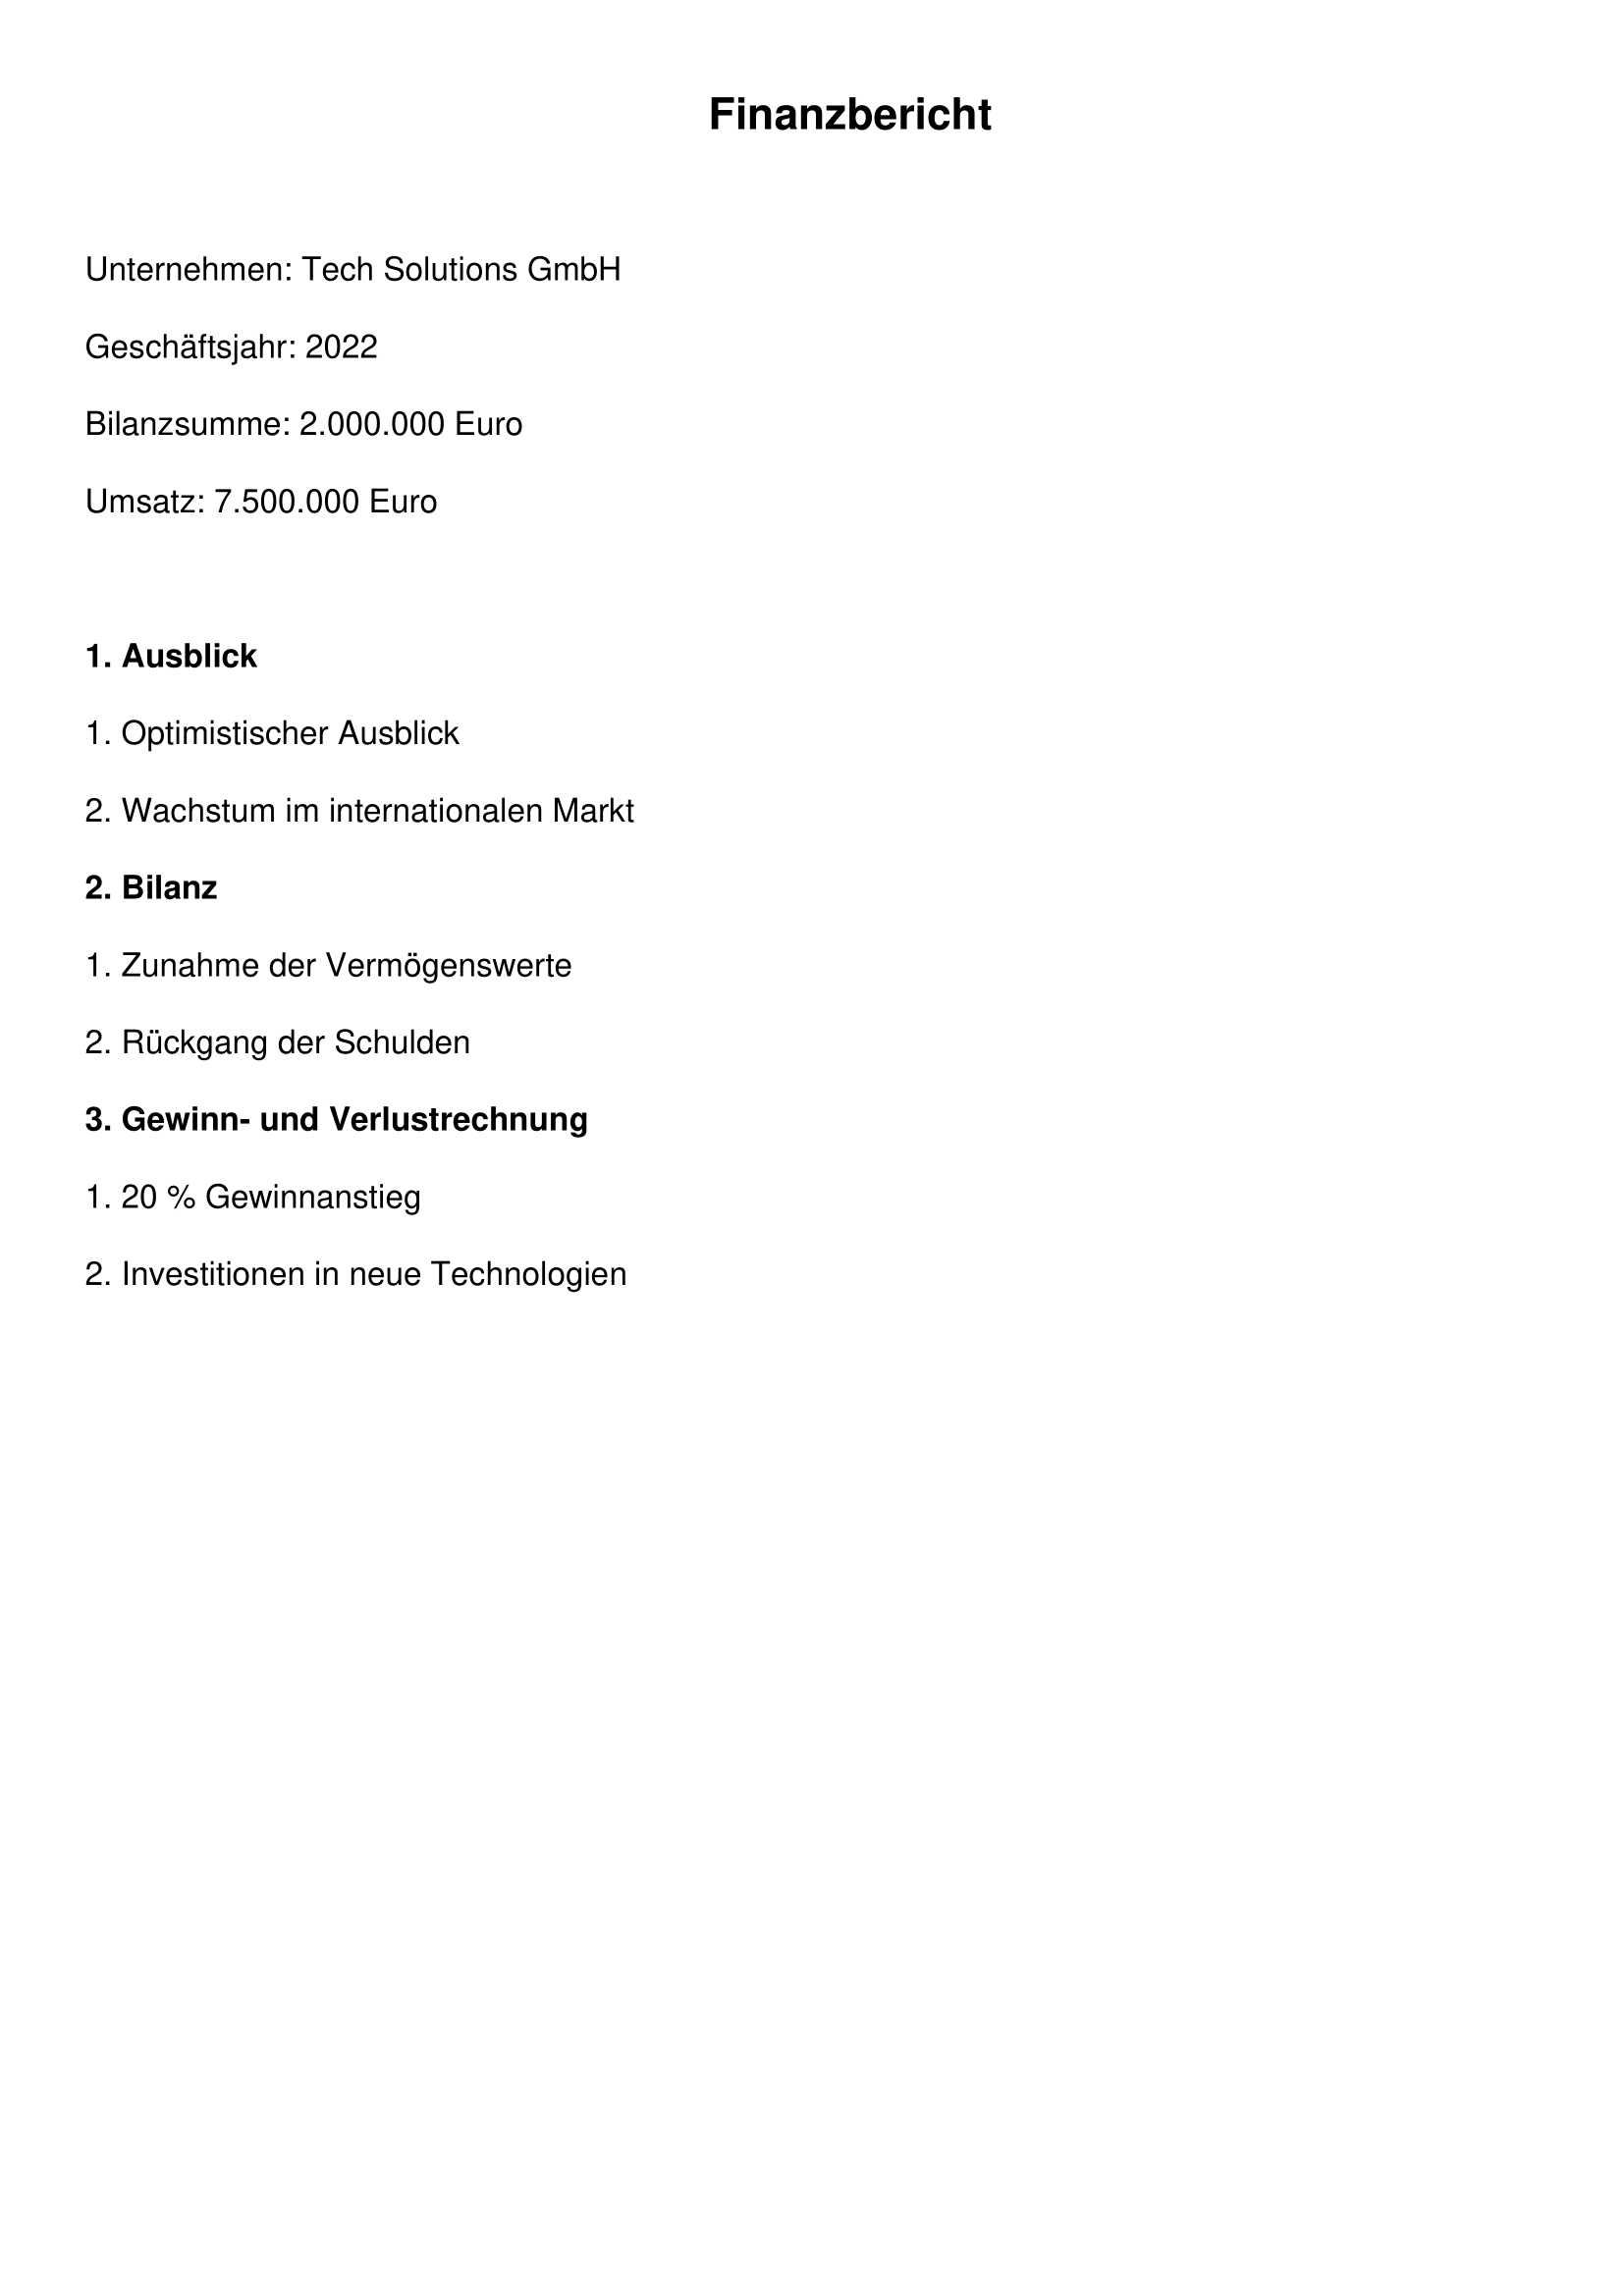 Finanzbericht
Unternehmen: Tech Solutions GmbH
Geschäftsjahr: 2022
Bilanzsumme: 2.000.000 Euro
Umsatz: 7.500.000 Euro
1. Ausblick
1. Optimistischer Ausblick
2. Wachstum im internationalen Markt
2. Bilanz
1. Zunahme der Vermögenswerte
2. Rückgang der Schulden
3. Gewinn- und Verlustrechnung
1. 20 % Gewinnanstieg
2. Investitionen in neue Technologien